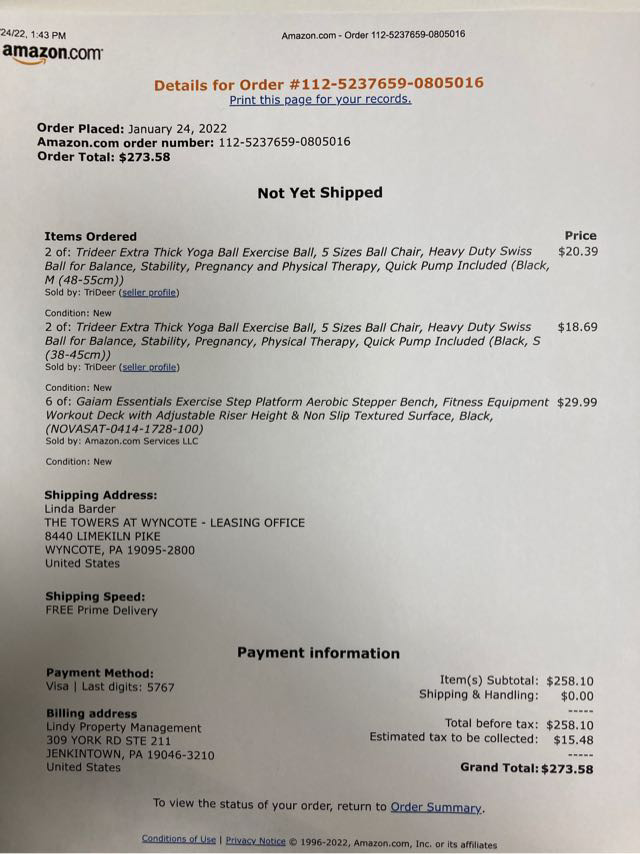 24/22, 1:43 PM
Amazon.com - Order 112-5237659-0805016
amazon.com
Details for Order #112-5237659-0805016
Print this page for your records.
Order Placed: January 24, 2022
Amazon.com order number: 112-5237659-0805016
Order Total: $273.58
Not Yet Shipped
Items Ordered Price
2 of: Trideer Extra Thick Yoga Ball Exercise Ball, 5 Sizes Ball Chair, Heavy Duty Swiss $20.39
Ball for Balance, Stability, Pregnancy and Physical Therapy, Quick Pump Included (Black,
M (48-55cm))
Sold by: TriDeer (seller profile)
Condition: New
2 of: Trideer Extra Thick Yoga Ball Exercise Ball, 5 Sizes Ball Chair, Heavy Duty Swiss $18.69
Ball for Balance, Stability, Pregnancy, Physical Therapy, Quick Pump Included (Black, S
(38-45cm))
Sold by: TriDeer (seller profile)
Condition: New
6 of: Gaiam Essentials Exercise Step Platform Aerobic Stepper Bench, Fitness Equipment $29.99
Workout Deck with Adjustable Riser Height & Non Slip Textured Surface, Black,
(NOVASAT-0414-1728-100)
Sold by: Amazon.com Services LLC
Condition: New
Shipping Address:
Linda Barder
THE TOWERS AT WYNCOTE - LEASING OFFICE
8440 LIMEKILN PIKE
WYNCOTE, PA 19095-2800
United States
Shipping Speed:
FREE Prime Delivery
Payment information
Payment Method:
Visa | Last digits: 5767
Billing address
Lindy Property Management
309 YORK RD STE 211
JENKINTOWN, PA 19046-3210
United States
Item(s) Subtotal: $258.10
Shipping & Handling: $0.00
-----
Total before tax: $258.10
Estimated tax to be collected: $15.48
-----
Grand Total: $273.58
To view the status of your order, return to Order Summary.
Conditions of Use | Privacy Notice © 1996-2022, Amazon.com, Inc. or its affiliates